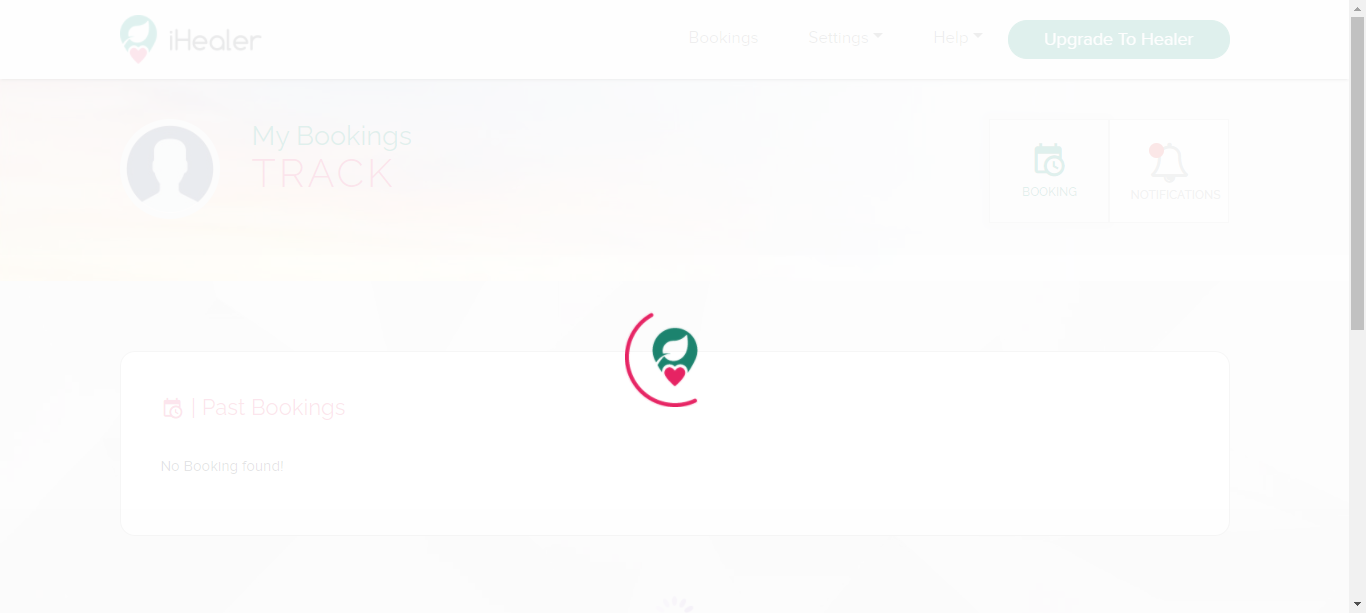 iHealer
Bookings
Settings
Help
Upgrade To Healer
My Bookings
TRACK
BOOKING
NOTIFICATIONS
| Past Bookings
No Booking found!